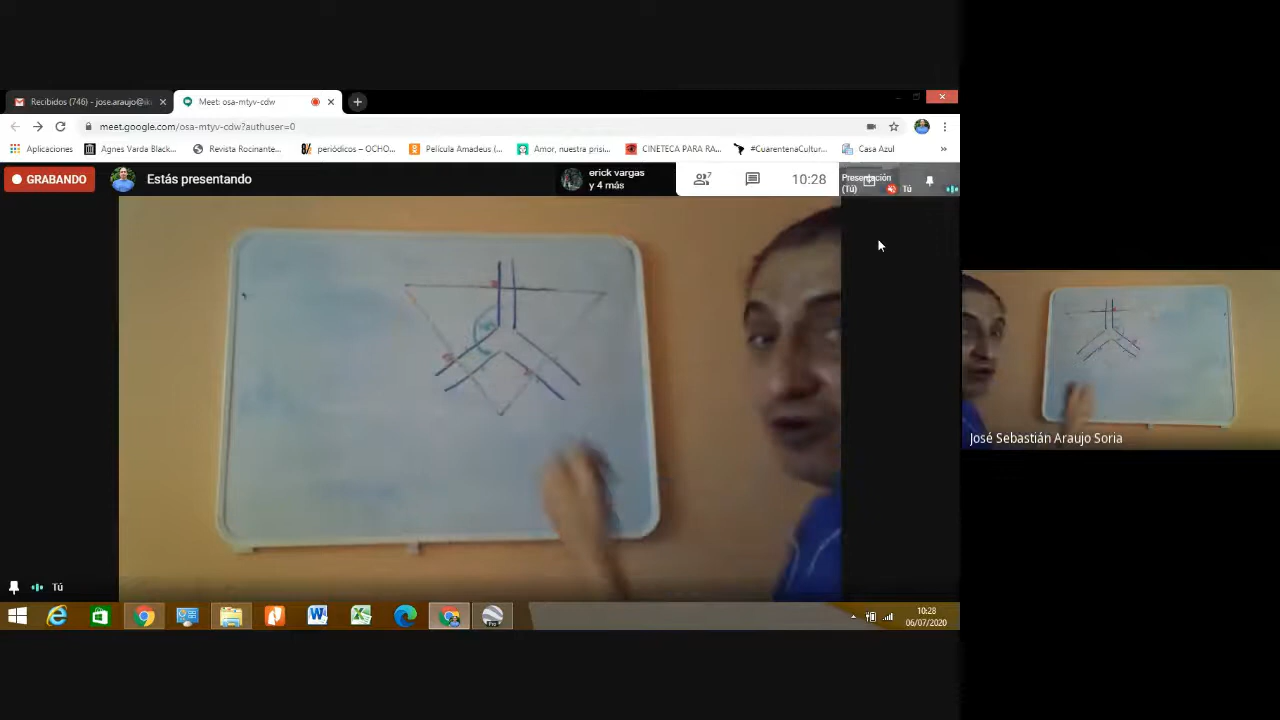 Recibidos (746) - jose.araujo@i
Meet: osa-mtyv-cdw
meet.google.com/osa-mtyv-cdw?authuser=0
Aplicaciones
Agnes Varda Black...
Revista Rocinante...
periódicos – OCHO...
Película Amadeus (...
Amor, nuestra prisi...
CINETECA PARA RA...
#CuarentenaCultur...
Casa Azul
»
GRABANDO
Estás presentando
erick vargas
y 4 más
7
10:28
Presentación
(Tú)
Tú
José Sebastián Araujo Soria
Tú
10:28
06/07/2020